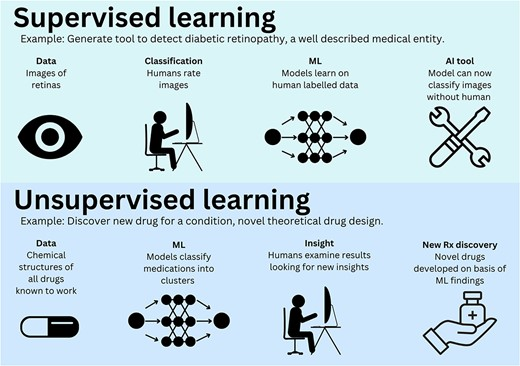 Supervised learning
Example: Generate tool to detect diabetic retinopathy, a well described medical entity.
Data
Images of
retinas
Classification
Humans rate
images
ML
Models learn on
human labelled data
AI tool
Model can now
classify images
without human
Unsupervised learning
Example: Discover new drug for a condition, novel theoretical drug design.
Data
Chemical
structures of
all drugs
known to work
ML
Models classify
medications into
clusters
Insight
Humans examine results
looking for new insights
New Rx discovery
Novel drugs
developed on basis of
ML findings